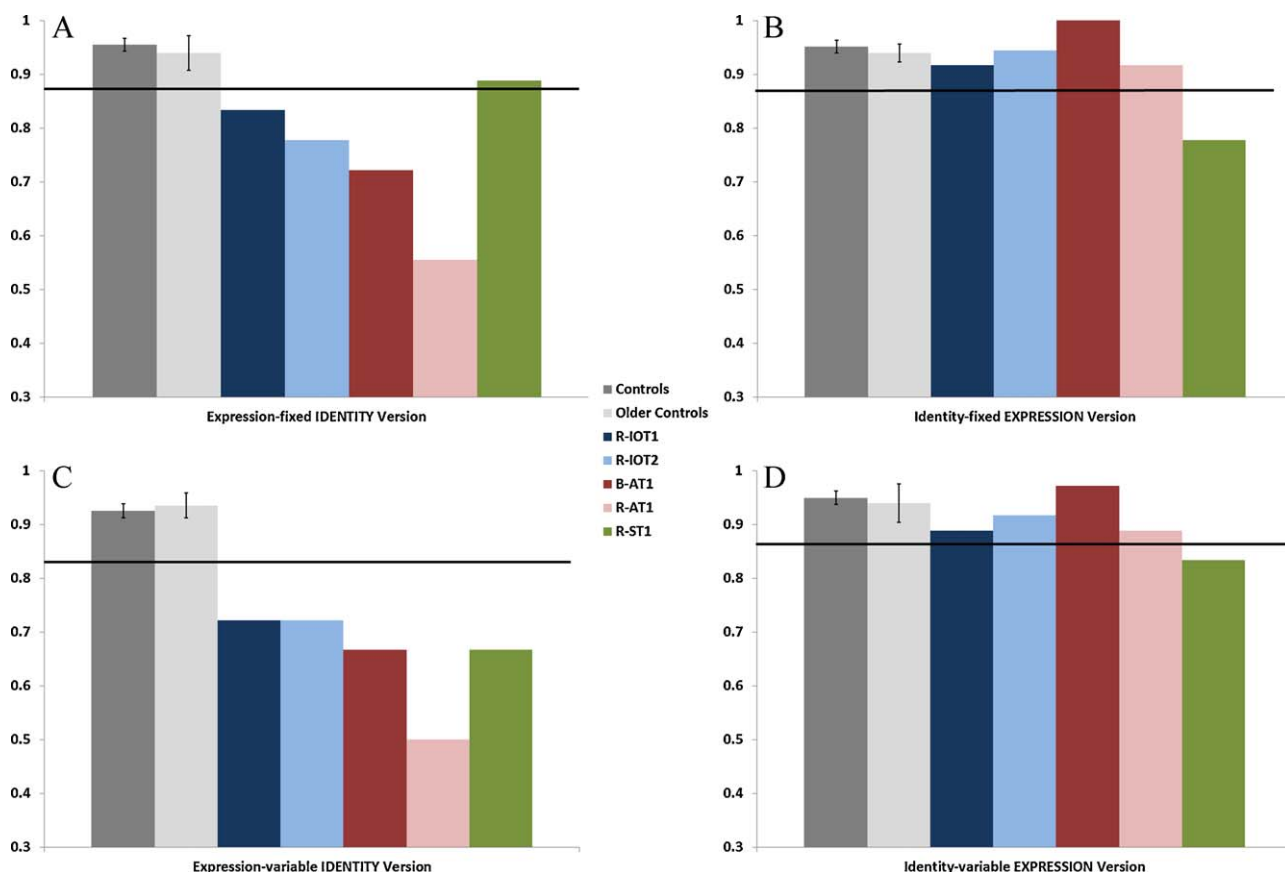 A
1
0.9
0.8
0.7
0.6
0.5
0.4
0.3
Expression-fixed IDENTITY Version
B
1
0.9
0.8
0.7
0.6
0.5
0.4
0.3
Identity-fixed EXPRESSION Version
Controls
Older Controls
R-IOT1
R-IOT2
B-AT1
R-AT1
R-ST1
C
1
0.9
0.8
0.7
0.6
0.5
0.4
0.3
Expression-variable IDENTITY Version
D
1
0.9
0.8
0.7
0.6
0.5
0.4
0.3
Identity-variable EXPRESSION Version